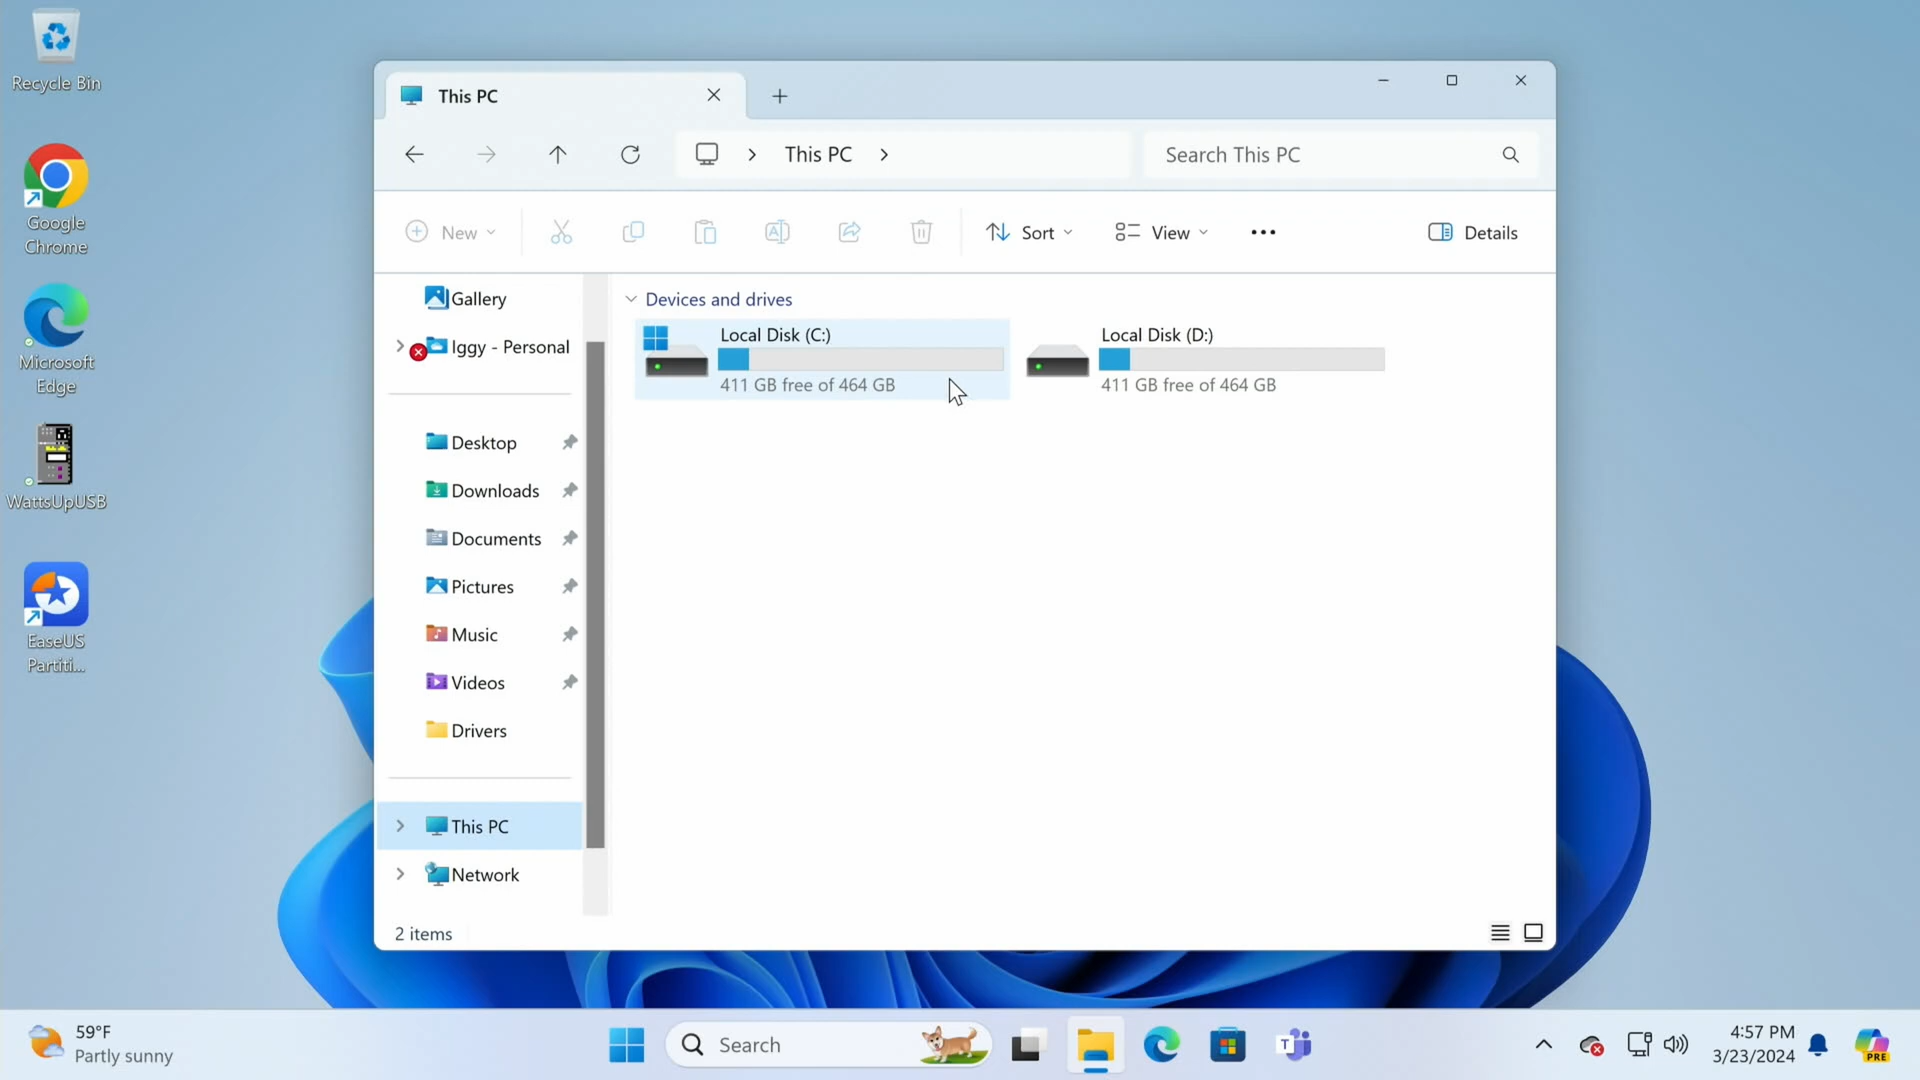 Recycle Bin
Google
Chrome
Microsoft
Edge
WattsUpUSB
EaseUS
Partiti...
This PC
This PC
Search This PC
New
Sort
View
Details
Gallery
Iggy - Personal
Desktop
Downloads
Documents
Pictures
Music
Videos
Drivers
This PC
Network
Devices and drives
Local Disk (C:)
411 GB free of 464 GB
Local Disk (D:)
411 GB free of 464 GB
2 items
59°F
Partly sunny
Search
4:57 PM
3/23/2024
PRE